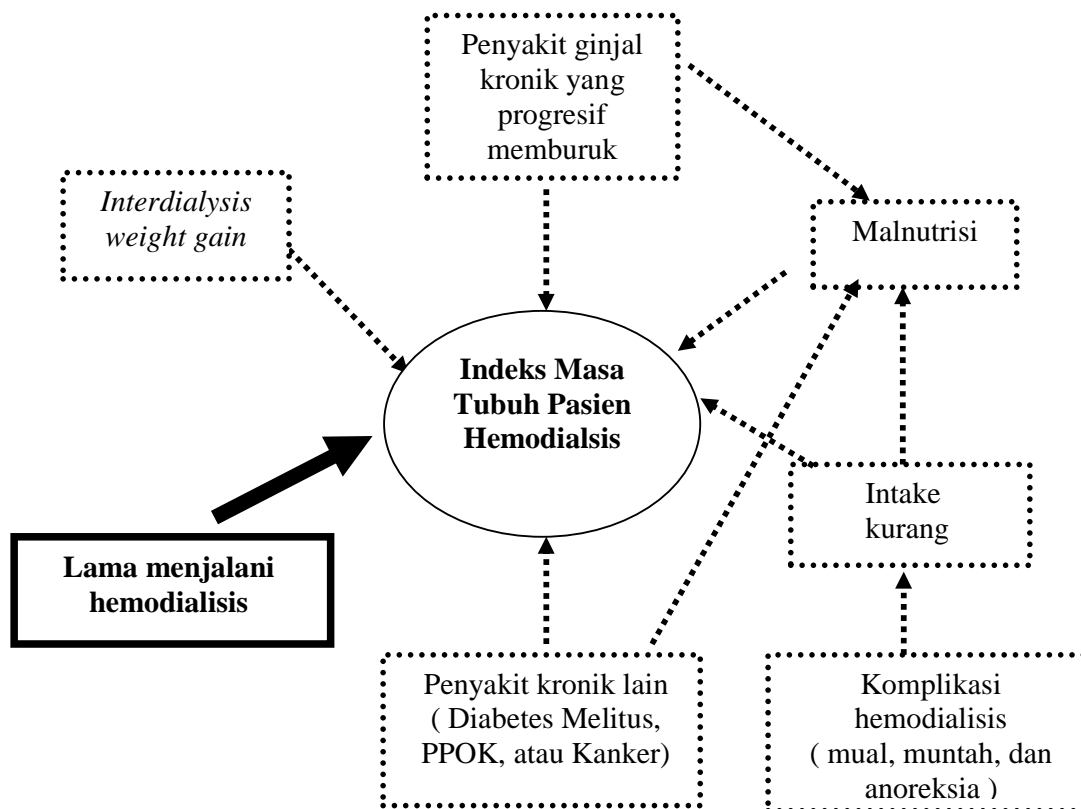 Penyakit ginjal
kronik yang
progresif
memburuk
Interdialysis
weight gain
Malnutrisi
Indeks Masa
Tubuh Pasien
Hemodialsis
Intake
kurang
Lama menjalani
hemodialisis
Penyakit kronik lain
( Diabetes Melitus,
PPOK, atau Kanker)
Komplikasi
hemodialisis
( mual, muntah, dan
anoreksia )